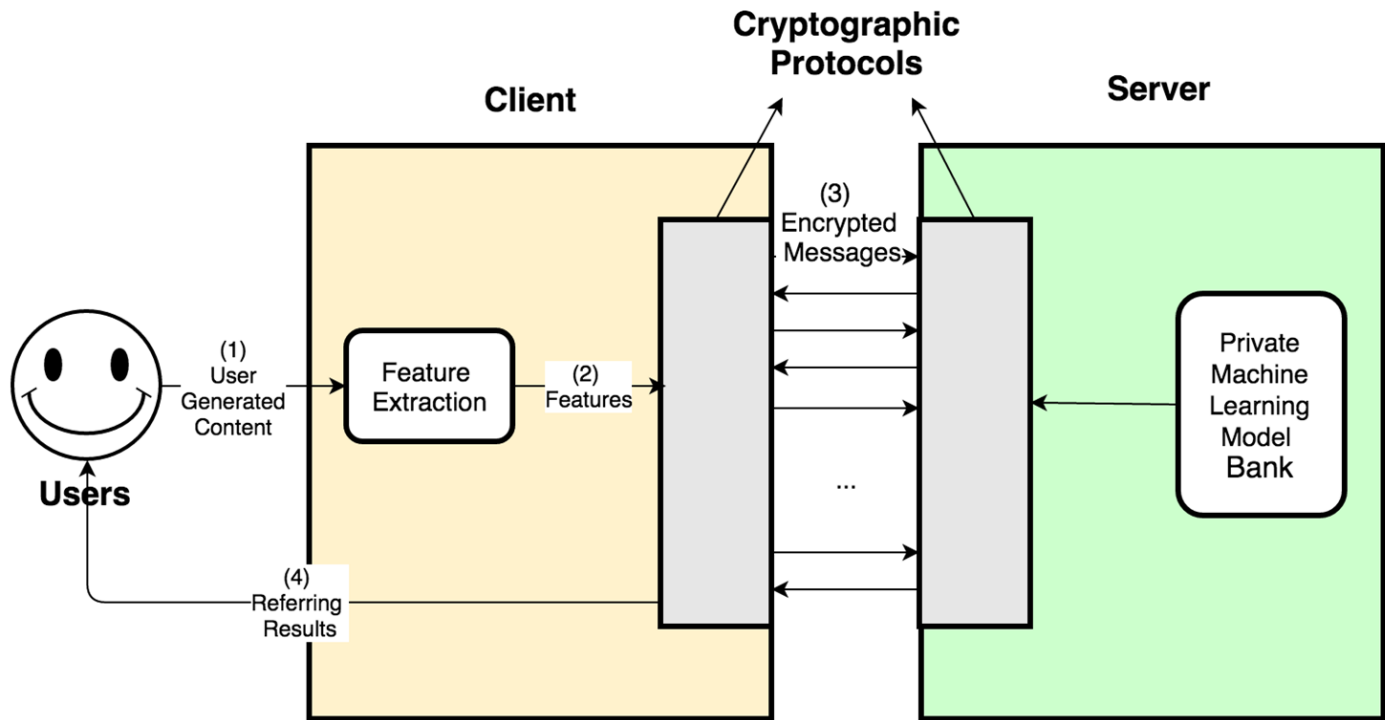 Cryptographic
Protocols
Client
Server
(3)
Encrypted
Messages
(1)
User
Generated
Content
Feature
Extraction
(2)
Features
Private
Machine
Learning
Model
Bank
...
Users
(4)
Referring
Results